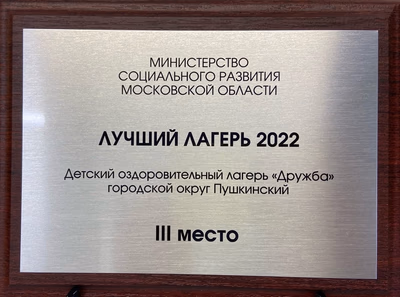 МИНИСТЕРСТВО
СОЦИАЛЬНОГО РАЗВИТИЯ
МОСКОВСКОЙ ОБЛАСТИ
ЛУЧШИЙ ЛАГЕРЬ 2022
Детский оздоровительный лагерь «Дружба»
городской округ Пушкинский
III место